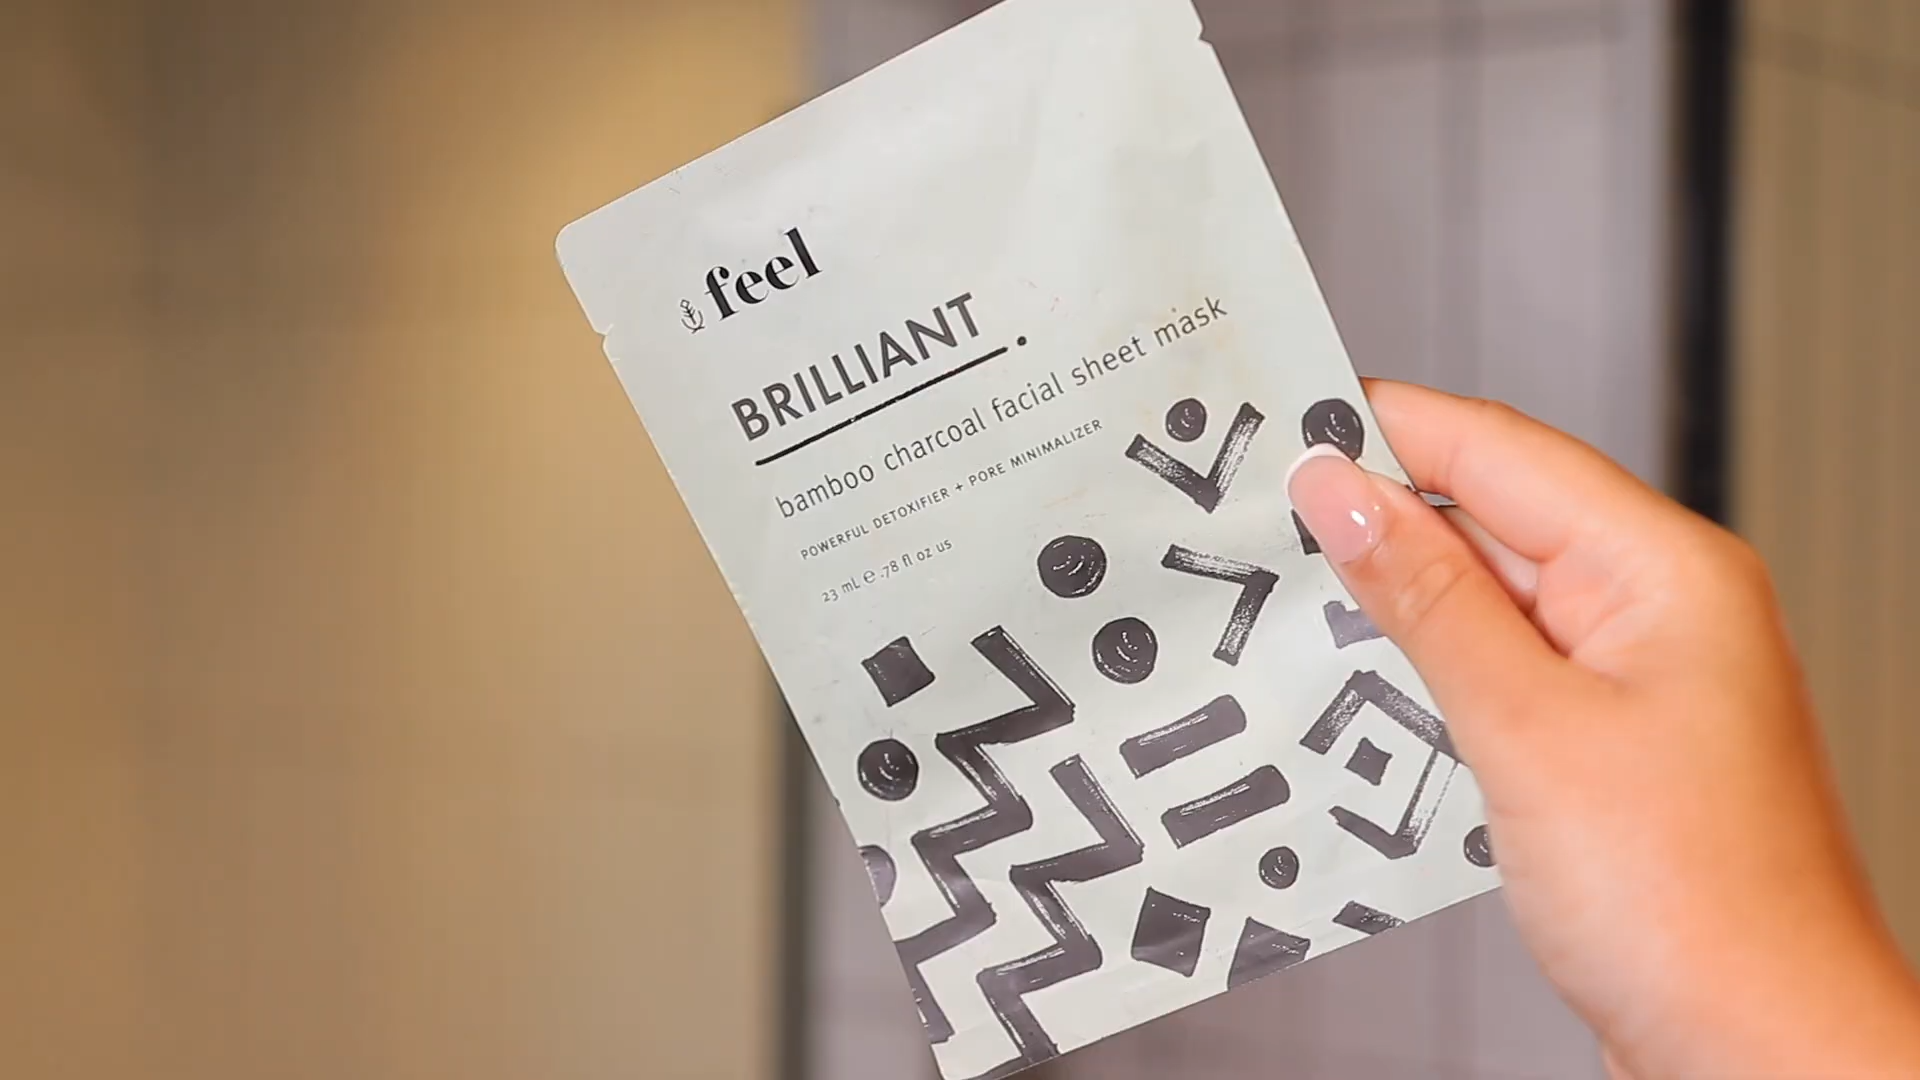 feel
BRILLIANT.
bamboo charcoal facial sheet mask
POWERFUL DETOXIFIER + PORE MINIMALIZER
23 mL ℮ .78 fl oz us